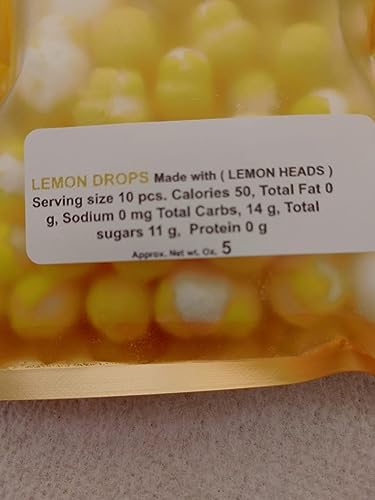 LEMON DROPS Made with ( LEMON HEADS )
Serving size 10 pcs. Calories 50, Total Fat 0
g, Sodium 0 mg Total Carbs, 14 g, Total
sugars 11 g,  Protein 0 g
Approx. Net wt. Oz. 5